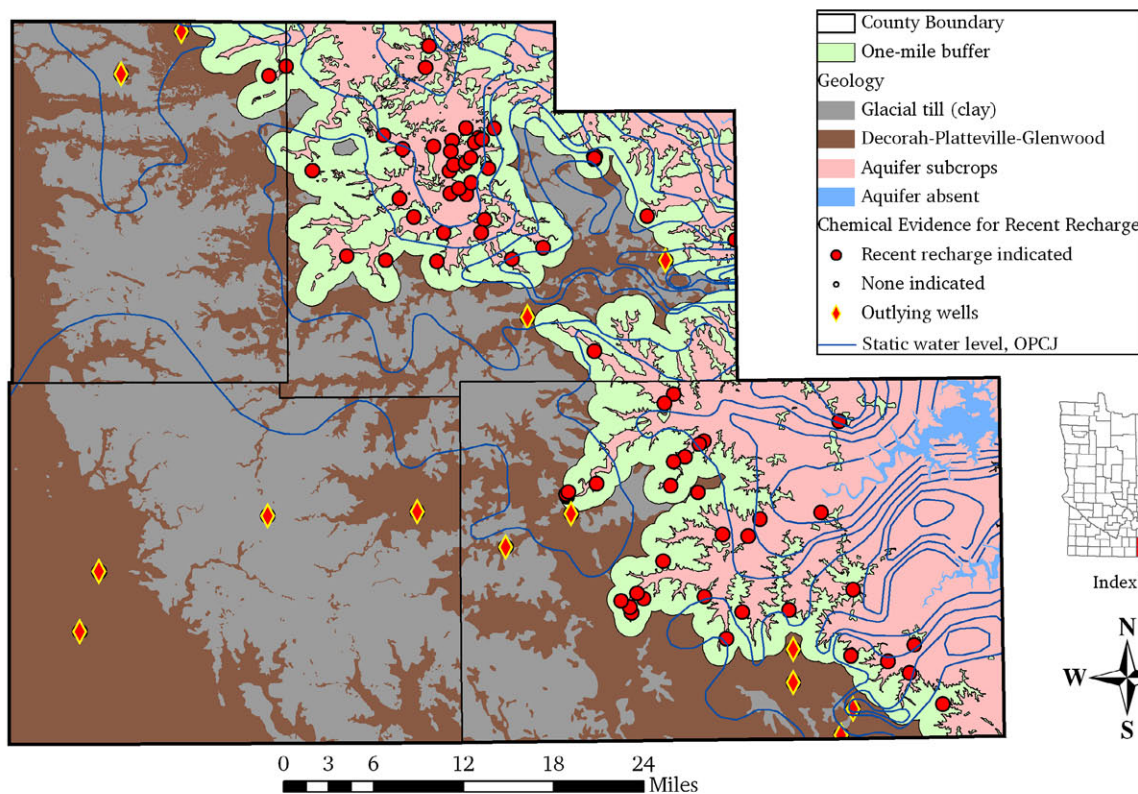 County Boundary
One-mile buffer
Geology
Glacial till (clay)
Decorah-Platteville-Glenwood
Aquifer subcrops
Aquifer absent
Chemical Evidence for Recent Recharge
Recent recharge indicated
None indicated
Outlying wells
Static water level, OPCJ
Index
N
W
S
0 3 6 12 18 24
Miles